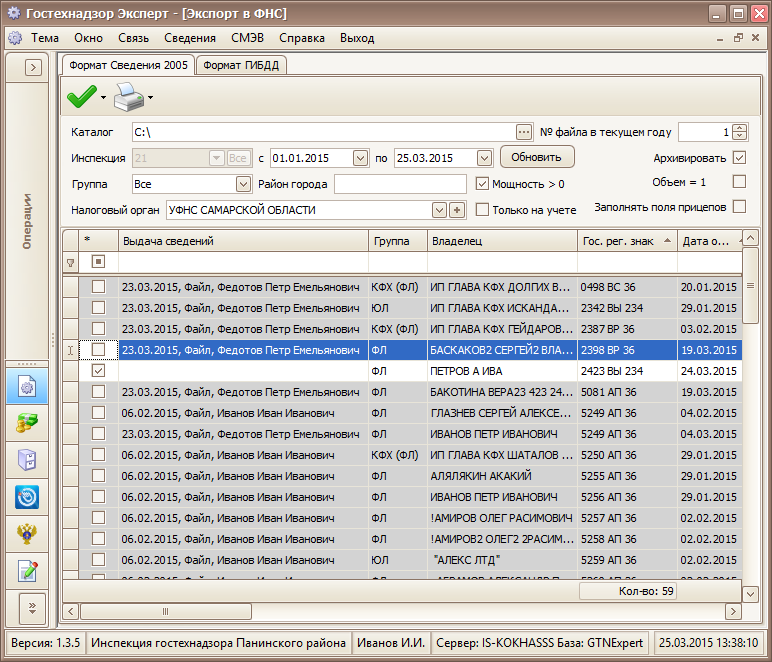 Гостехнадзор Эксперт - [Экспорт в ФНС]
Тема Окно Связь Сведения СМЭВ Справка Выход
Операции
Формат Сведения 2005 Формат ГИБДД
Каталог C:\ № файла в текущем году 1
Инспекция 21 Все с 01.01.2015 по 25.03.2015 Обновить Архивировать
Группа Все Район города Мощность > 0 Объем = 1
Налоговый орган УФНС САМАРСКОЙ ОБЛАСТИ Только на учете Заполнять поля прицепов
* Выдача сведений Группа Владелец Гос. рег. знак Дата о...
23.03.2015, Файл, Федотов Петр Емельянович КФХ (ФЛ) ИП ГЛАВА КФХ ДОЛГИХ В... 0498 ВС 36 20.01.2015
23.03.2015, Файл, Федотов Петр Емельянович ЮЛ ИП ГЛАВА КФХ ИСКАНДА... 2342 ВЫ 234 29.01.2015
23.03.2015, Файл, Федотов Петр Емельянович КФХ (ФЛ) ИП ГЛАВА КФХ ГЕЙДАРОВ... 2387 ВР 36 03.02.2015
23.03.2015, Файл, Федотов Петр Емельянович ФЛ БАСКАКОВ2 СЕРГЕЙ2 ВЛА... 2398 ВР 36 19.03.2015
ФЛ ПЕТРОВ А ИВА 2423 ВЫ 234 24.03.2015
23.03.2015, Файл, Федотов Петр Емельянович ФЛ БАКОТИНА ВЕРА23 423 24... 5081 АП 36 19.03.2015
06.02.2015, Файл, Иванов Иван Иванович ФЛ ГЛАЗНЕВ СЕРГЕЙ АЛЕКСЕ... 5249 АП 36 04.02.2015
23.03.2015, Файл, Федотов Петр Емельянович ФЛ ИВАНОВ ПЕТР ИВАНОВИЧ 5249 АП 36 04.03.2015
06.02.2015, Файл, Иванов Иван Иванович КФХ (ФЛ) ИП ГЛАВА КФХ ШАТАЛОВ ... 5250 АП 36 29.01.2015
06.02.2015, Файл, Иванов Иван Иванович ФЛ АЛЯЛЯКИН АКАКИЙ 5255 АП 36 29.01.2015
06.02.2015, Файл, Иванов Иван Иванович ФЛ ИВАНОВ ПЕТР ИВАНОВИЧ 5256 АП 36 29.01.2015
06.02.2015, Файл, Иванов Иван Иванович ФЛ !АМИРОВ ОЛЕГ РАСИМОВИЧ 5257 АП 36 02.02.2015
06.02.2015, Файл, Иванов Иван Иванович ФЛ !АМИРОВ2 ОЛЕГ2 2РАСИМ... 5258 АП 36 02.02.2015
06.02.2015, Файл, Иванов Иван Иванович ЮЛ "АЛЕКС ЛТД" 5259 АП 36 02.02.2015
Кол-во: 59
Версия: 1.3.5 Инспекция гостехнадзора Панинского района Иванов И.И. Сервер: IS-KOKHASSS База: GTNExpert 25.03.2015 13:38:10